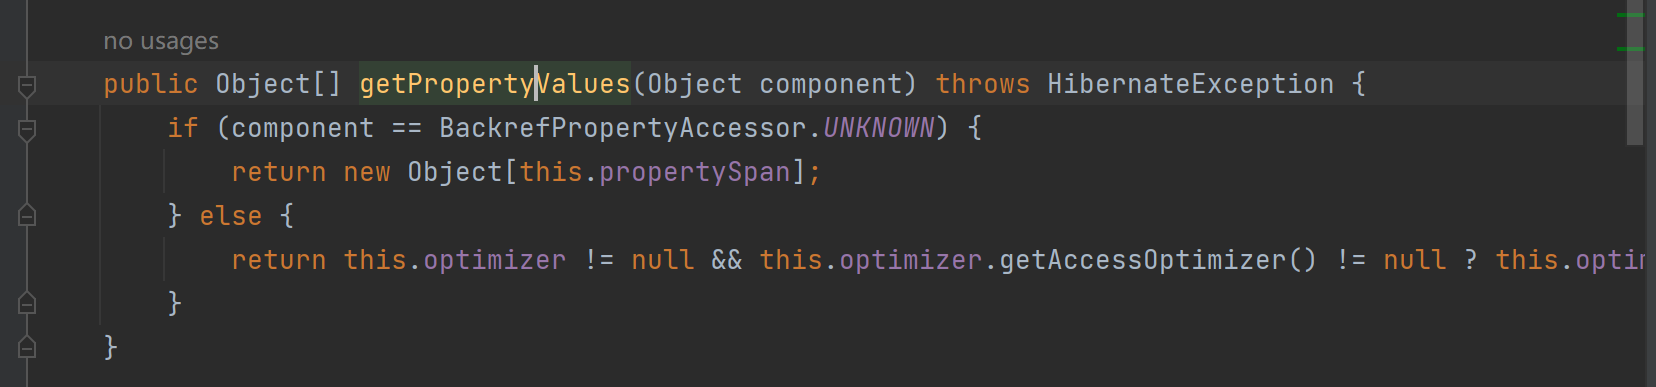 no usages
public Object[] getPropertyValues(Object component) throws HibernateException {
if (component == BackrefPropertyAccessor.UNKNOWN) {
return new Object[this.propertySpan];
} else {
return this.optimizer != null && this.optimizer.getAccessOptimizer() != null ? this.optim
}
}